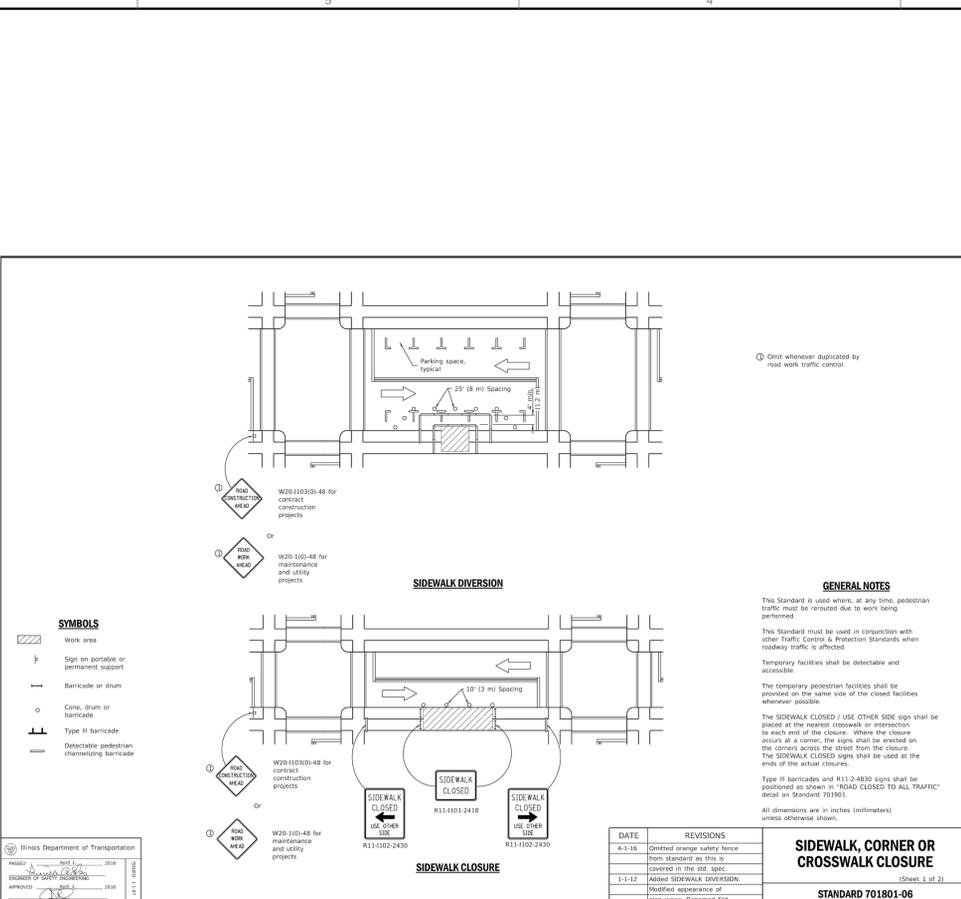 5
4
Parking space,
typical
25' (8 m) Spacing
4' min.
(1.2 m)
① Omit whenever duplicated by
road work traffic control.
①
ROAD
CONSTRUCTION
AHEAD
W20-I103(0)-48 for
contract
construction
projects
Or
①
ROAD
WORK
AHEAD
W20-1(0)-48 for
maintenance
and utility
projects
SIDEWALK DIVERSION
SYMBOLS
Work area
Sign on portable or
permanent support
Barricade or drum
Cone, drum or
barricade
Type III barricade
Detectable pedestrian
channelizing barricade
10' (3 m) Spacing
①
ROAD
CONSTRUCTION
AHEAD
W20-I103(0)-48 for
contract
construction
projects
Or
①
ROAD
WORK
AHEAD
W20-1(0)-48 for
maintenance
and utility
projects
SIDEWALK
CLOSED
R11-I101-2418
SIDEWALK
CLOSED
USE OTHER
SIDE
R11-I102-2430
SIDEWALK
CLOSED
USE OTHER
SIDE
R11-I102-2430
SIDEWALK CLOSURE
GENERAL NOTES
This Standard is used where, at any time, pedestrian
traffic must be rerouted due to work being
performed.
This Standard must be used in conjunction with
other Traffic Control & Protection Standards when
roadway traffic is affected.
Temporary facilities shall be detectable and
accessible.
The temporary pedestrian facilities shall be
provided on the same side of the closed facilities
whenever possible.
The SIDEWALK CLOSED / USE OTHER SIDE sign shall be
placed at the nearest crosswalk or intersection
to each end of the closure. Where the closure
occurs at a corner, the signs shall be erected on
the corners across the street from the closure.
The SIDEWALK CLOSED signs shall be used at the
ends of the actual closures.
Type III barricades and R11-2-4830 signs shall be
positioned as shown in "ROAD CLOSED TO ALL TRAFFIC"
detail on Standard 701901.
All dimensions are in inches (millimeters)
unless otherwise shown.
Illinois Department of Transportation
PASSED April 1, 2016
ENGINEER OF SAFETY ENGINEERING
APPROVED April 1, 2016
ISSUED 1-1-97
DATE REVISIONS
4-1-16 Omitted orange safety fence
from standard as this is
covered in the std. spec.
1-1-12 Added SIDEWALK DIVERSION.
Modified appearance of
SIDEWALK, CORNER OR
CROSSWALK CLOSURE
(Sheet 1 of 2)
STANDARD 701801-06